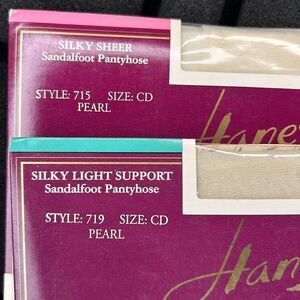 SILKY SHEER
Sandalfoot Pantyhose
STYLE: 715 SIZE: CD
PEARL
SILKY LIGHT SUPPORT
Sandalfoot Pantyhose
STYLE: 719 SIZE: CD
PEARL